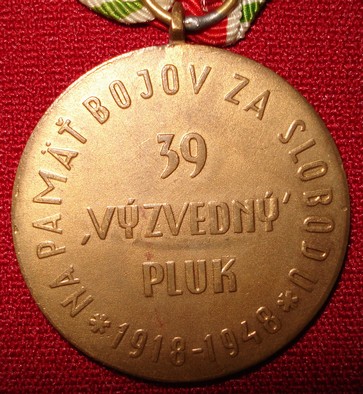 NA PAMÄŤ BOJOV ZA SLOBODU
39
‚VÝZVEDNÝ‘
PLUK
* 1918-1948 *